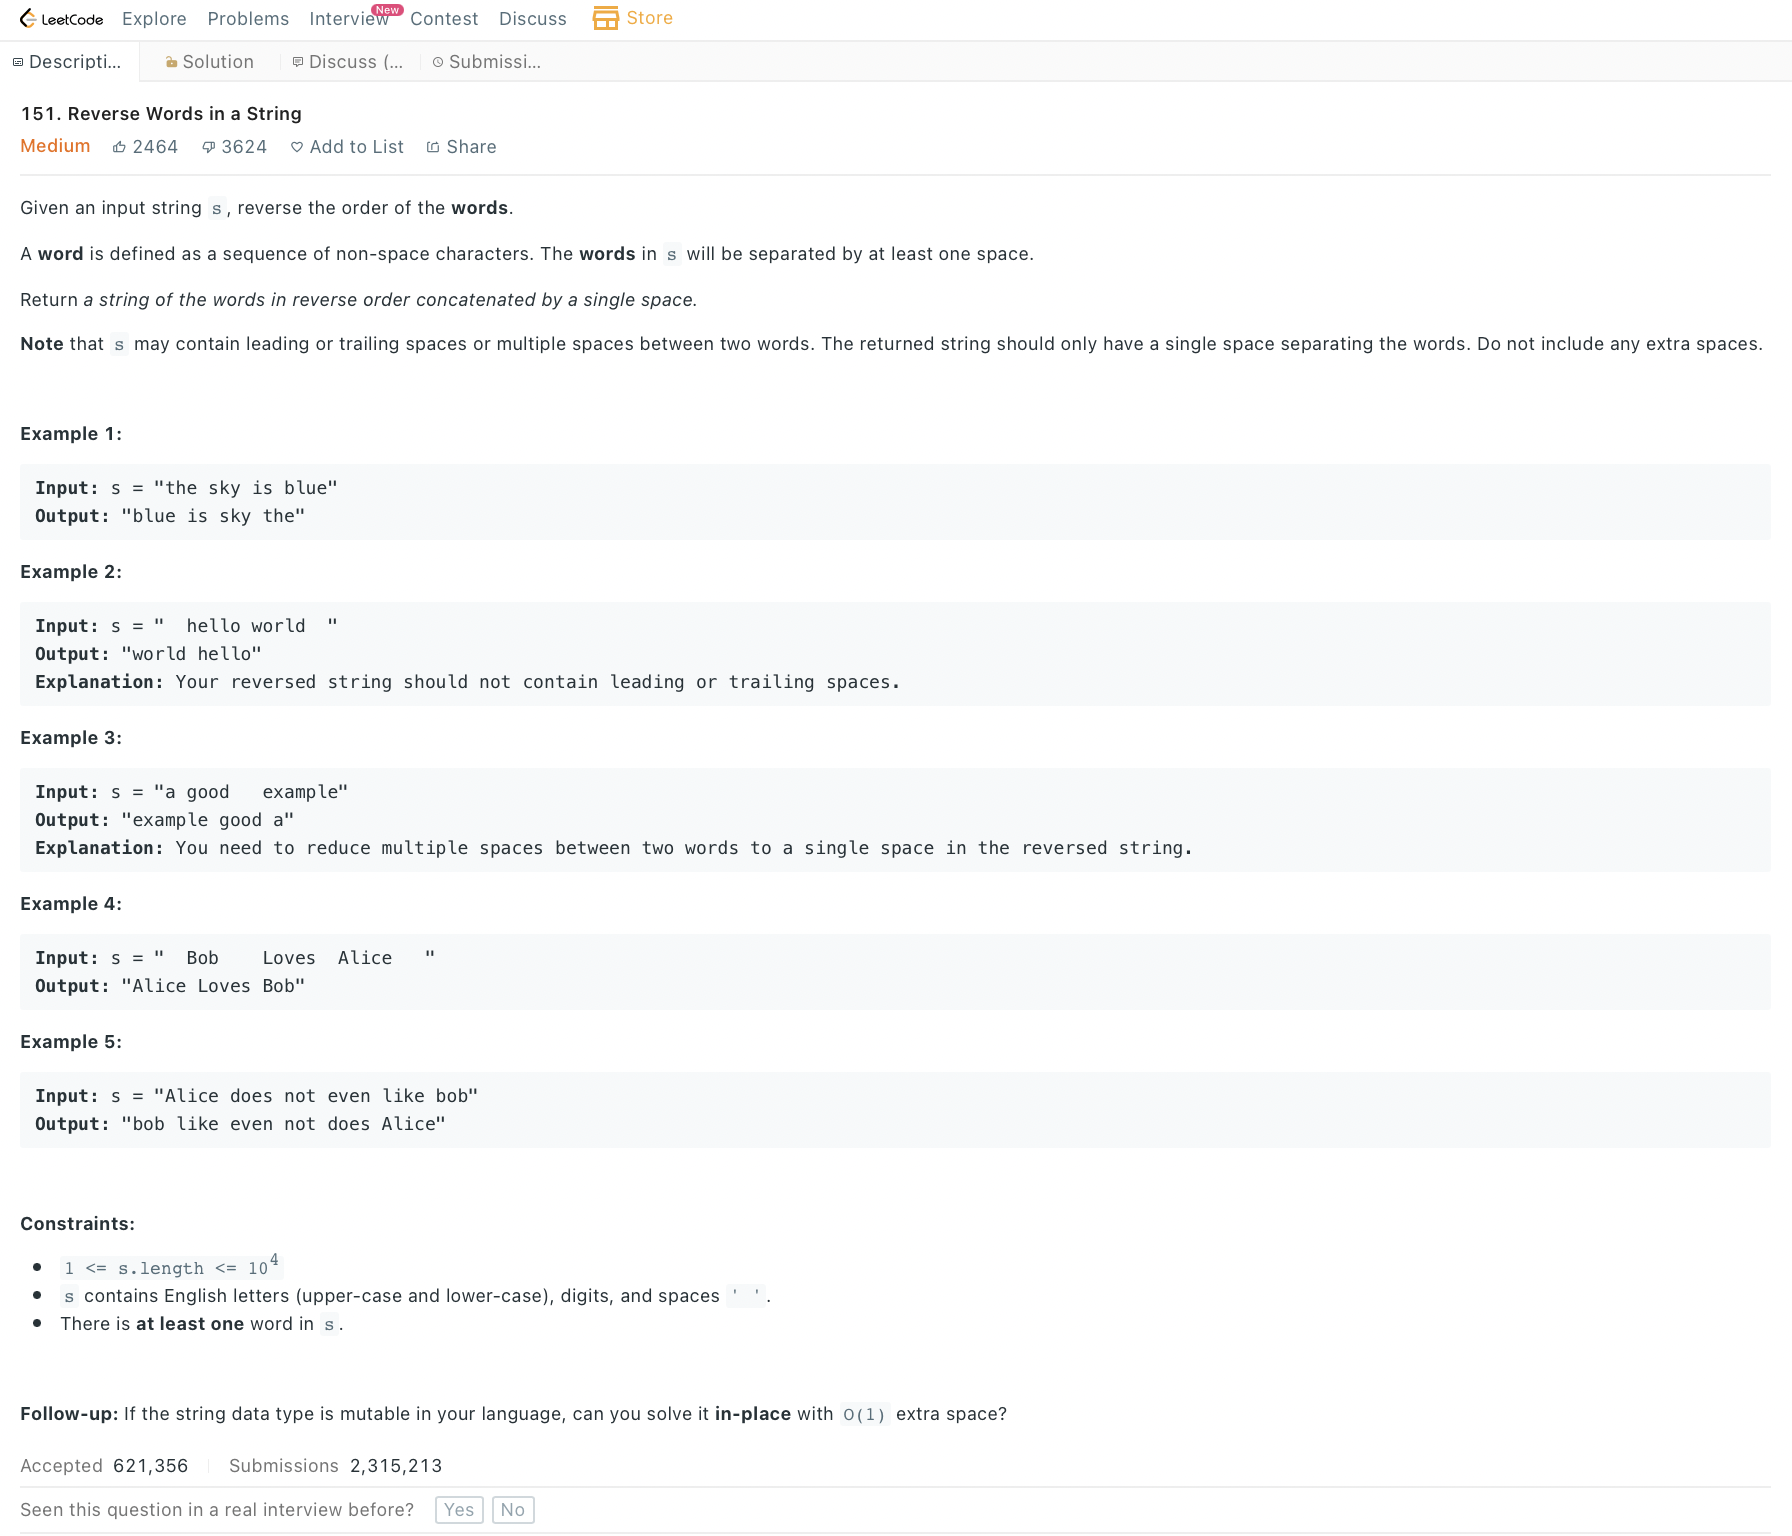 LeetCode Explore Problems Interview New Contest Discuss Store
Descripti... Solution Discuss (... Submissi...
151. Reverse Words in a String
Medium 2464 3624 Add to List Share
Given an input string s, reverse the order of the words.
A word is defined as a sequence of non-space characters. The words in s will be separated by at least one space.
Return a string of the words in reverse order concatenated by a single space.
Note that s may contain leading or trailing spaces or multiple spaces between two words. The returned string should only have a single space separating the words. Do not include any extra spaces.
Example 1:
Input: s = "the sky is blue"
Output: "blue is sky the"
Example 2:
Input: s = "  hello world  "
Output: "world hello"
Explanation: Your reversed string should not contain leading or trailing spaces.
Example 3:
Input: s = "a good   example"
Output: "example good a"
Explanation: You need to reduce multiple spaces between two words to a single space in the reversed string.
Example 4:
Input: s = "  Bob    Loves  Alice   "
Output: "Alice Loves Bob"
Example 5:
Input: s = "Alice does not even like bob"
Output: "bob like even not does Alice"
Constraints:
1 <= s.length <= 10⁴
s contains English letters (upper-case and lower-case), digits, and spaces ' '.
There is at least one word in s.
Follow-up: If the string data type is mutable in your language, can you solve it in-place with O(1) extra space?
Accepted 621,356 Submissions 2,315,213
Seen this question in a real interview before? Yes No